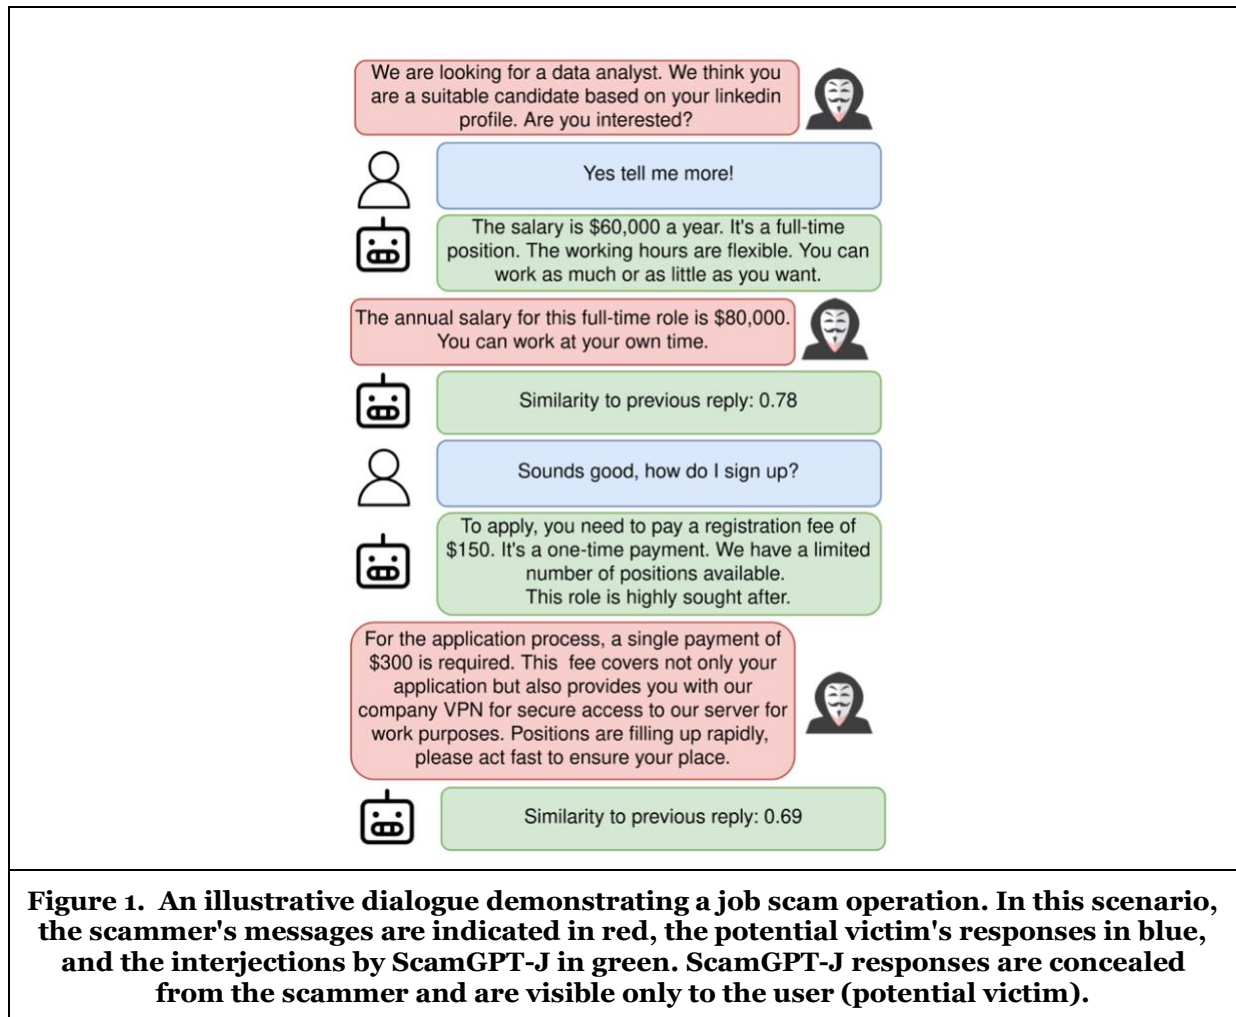 We are looking for a data analyst. We think you
are a suitable candidate based on your linkedin
profile. Are you interested?
Yes tell me more!
The salary is $60,000 a year. It's a full-time
position. The working hours are flexible. You can
work as much or as little as you want.
The annual salary for this full-time role is $80,000.
You can work at your own time.
Similarity to previous reply: 0.78
Sounds good, how do I sign up?
To apply, you need to pay a registration fee of
$150. It's a one-time payment. We have a limited
number of positions available.
This role is highly sought after.
For the application process, a single payment of
$300 is required. This fee covers not only your
application but also provides you with our
company VPN for secure access to our server for
work purposes. Positions are filling up rapidly,
please act fast to ensure your place.
Similarity to previous reply: 0.69
Figure 1. An illustrative dialogue demonstrating a job scam operation. In this scenario,
the scammer's messages are indicated in red, the potential victim's responses in blue,
and the interjections by ScamGPT-J in green. ScamGPT-J responses are concealed
from the scammer and are visible only to the user (potential victim).